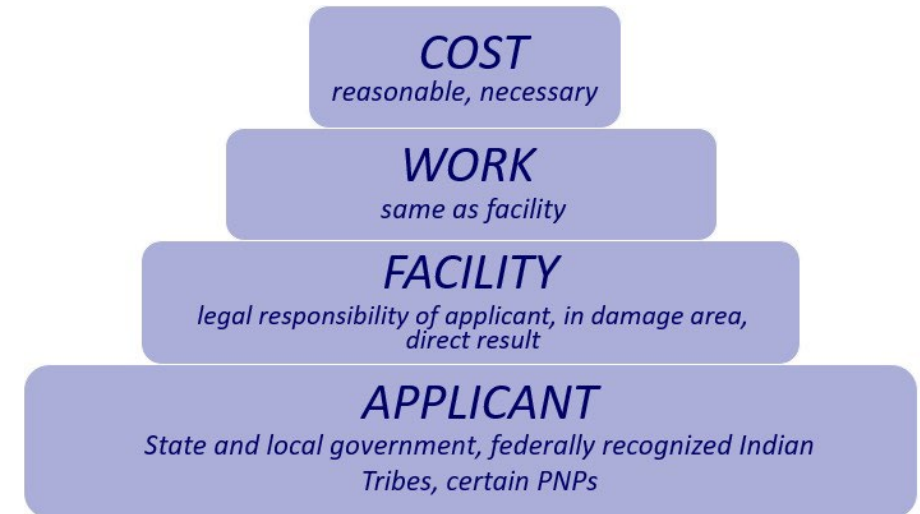 COST
reasonable, necessary
WORK
same as facility
FACILITY
legal responsibility of applicant, in damage area,
direct result
APPLICANT
State and local government, federally recognized Indian
Tribes, certain PNPs